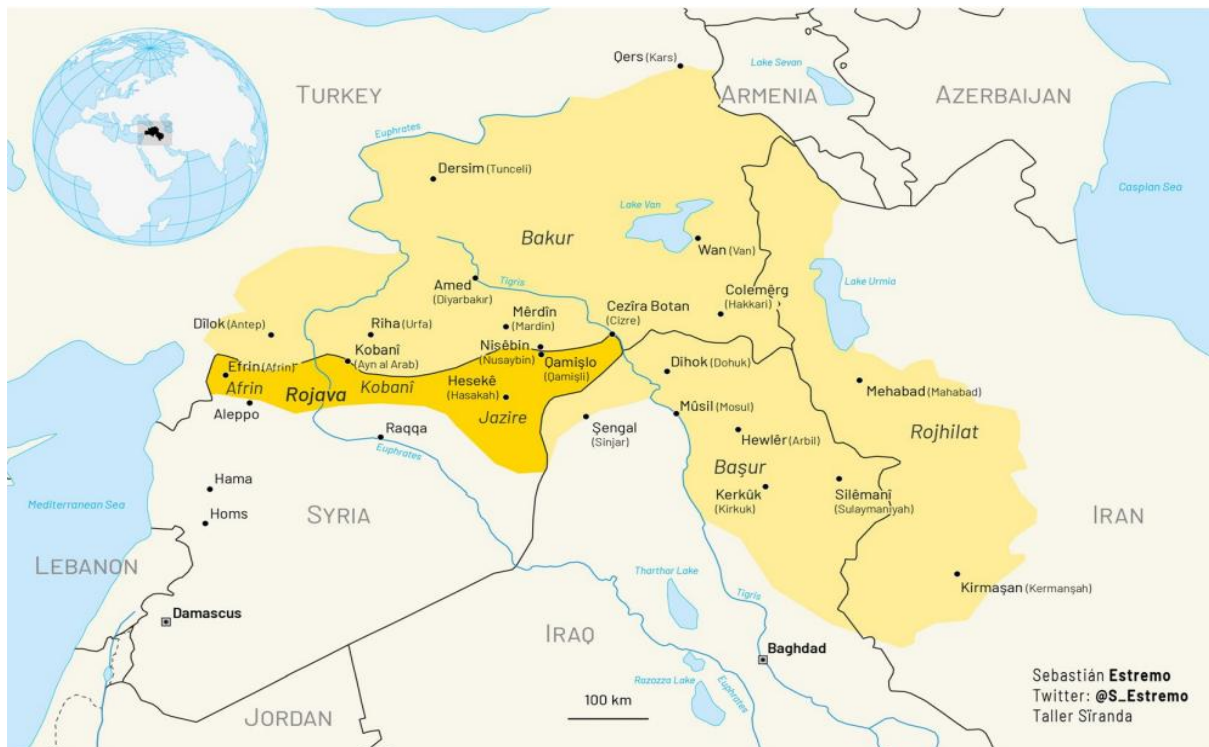 Qers (Kars)
Lake Sevan
TURKEY
ARMENIA
AZERBAIJAN
Euphrates
Dersim (Tunceli)
Caspian Sea
Lake Van
Bakur
Wan (Van)
Amed
(Diyarbakır)
Tigris
Colemêrg
(Hakkari)
Lake Urmia
Mêrdîn
(Mardin)
Cezîra Botan
(Cizre)
Dîlok (Antep)
Rîha (Urfa)
Kobanî
(Ayn al Arab)
Nisêbîn
(Nusaybin)
Qamişlo
(Qamişli)
Efrin (Afrin)
Afrin
Rojava
Kobanî
Hesekê
(Hasakah)
Jazire
Dihok (Dohuk)
Mehabad (Mahabad)
Aleppo
Raqqa
Euphrates
Şengal
(Sinjar)
Mûsil (Mosul)
Hewlêr (Arbil)
Rojhilat
Başur
Kerkûk
(Kirkuk)
Silêmanî
(Sulaymaniyah)
Hama
Homs
Mediterranean Sea
SYRIA
IRAN
LEBANON
Tharthar Lake
Tigris
Kirmaşan (Kermanşah)
Damascus
IRAQ
Baghdad
Razozza Lake
Euphrates
100 km
JORDAN
Sebastián Estremo
Twitter: @S_Estremo
Taller Sîranda